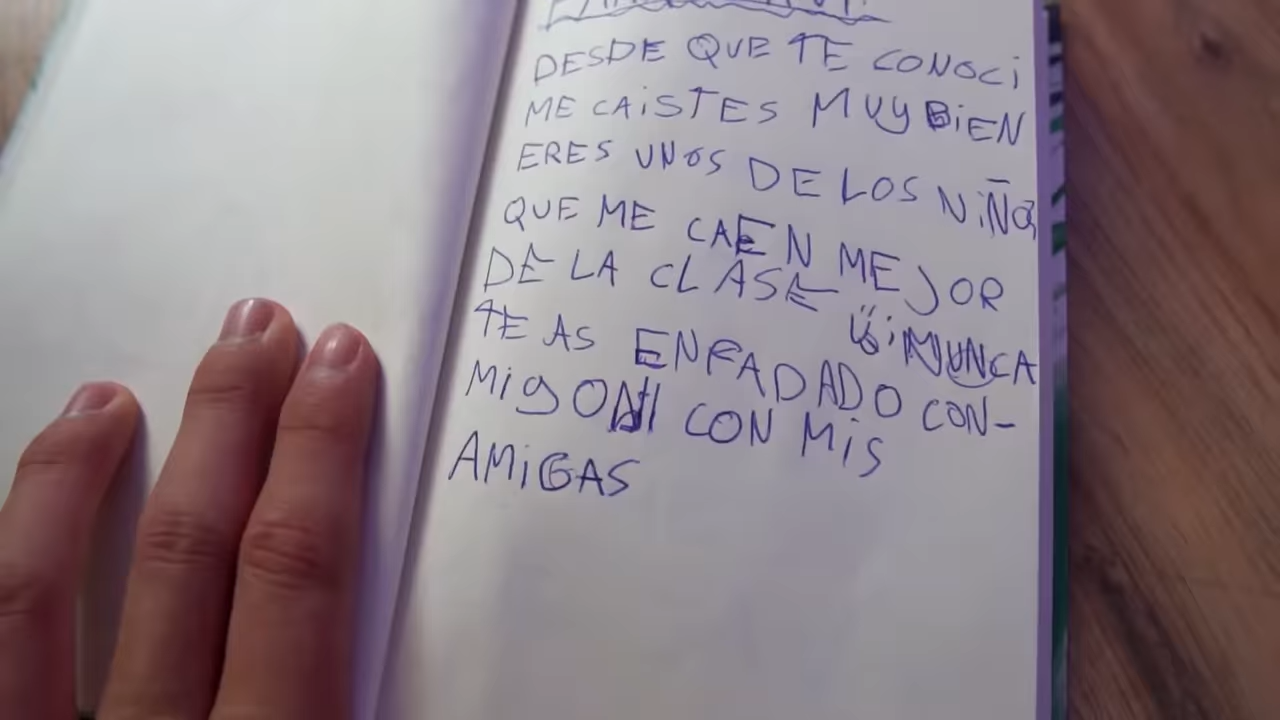 DESDE QUE TE CONOCI
ME CAISTES MUY BIEN
ERES UNOS DE LOS NIÑOS
QUE ME CAEN MEJOR
DE LA CLASE
¡NUNCA
TE AS ENFADADO CON-
MIGO NI CON MIS
AMIGAS